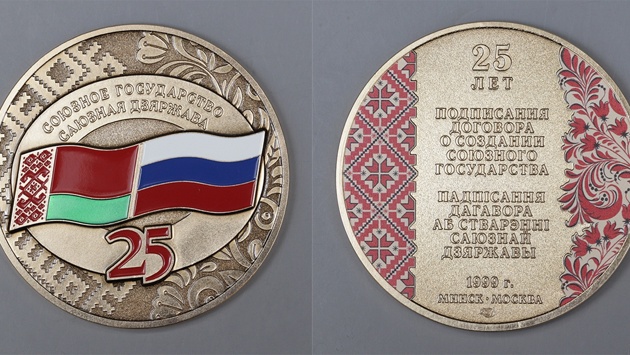 СОЮЗНОЕ ГОСУДАРСТВО
САЮЗНАЯ ДЗЯРЖАВА
25
25
ЛЕТ
ПОДПИСАНИЯ
ДОГОВОРА
О СОЗДАНИИ
СОЮЗНОГО
ГОСУДАРСТВА
ПАДПІСАННЯ
ДАГАВОРА
АБ СТВАРЭННІ
САЮЗНАЙ
ДЗЯРЖАВЫ
1999 г.
МИНСК·МОСКВА